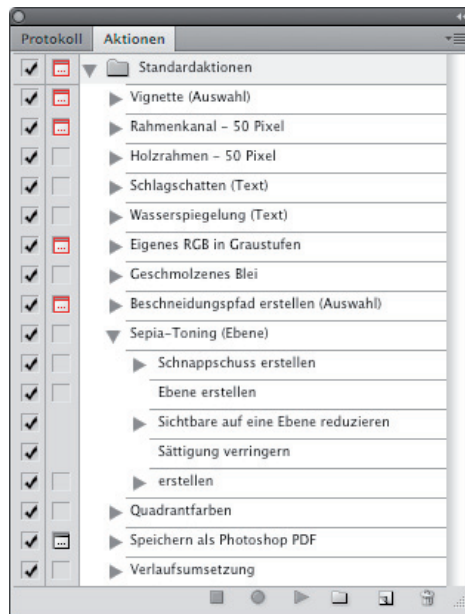 Protokoll Aktionen
Standardaktionen
Vignette (Auswahl)
Rahmenkanal – 50 Pixel
Holzrahmen – 50 Pixel
Schlagschatten (Text)
Wasserspiegelung (Text)
Eigenes RGB in Graustufen
Geschmolzenes Blei
Beschneidungspfad erstellen (Auswahl)
Sepia-Toning (Ebene)
Schnappschuss erstellen
Ebene erstellen
Sichtbare auf eine Ebene reduzieren
Sättigung verringern
erstellen
Quadrantfarben
Speichern als Photoshop PDF
Verlaufsumsetzung